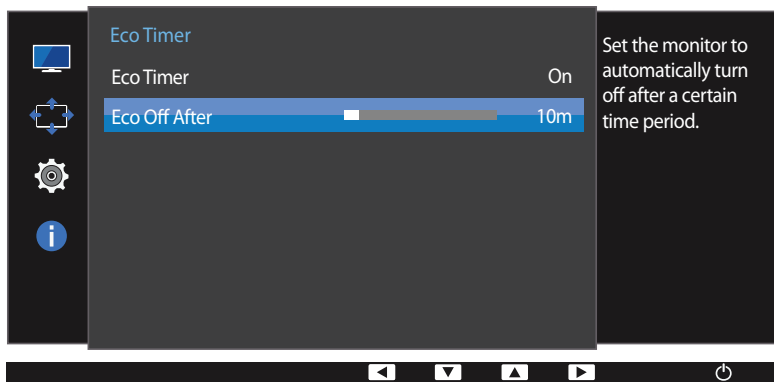 Eco Timer
Eco Timer On
Eco Off After 10m
Set the monitor to
automatically turn
off after a certain
time period.